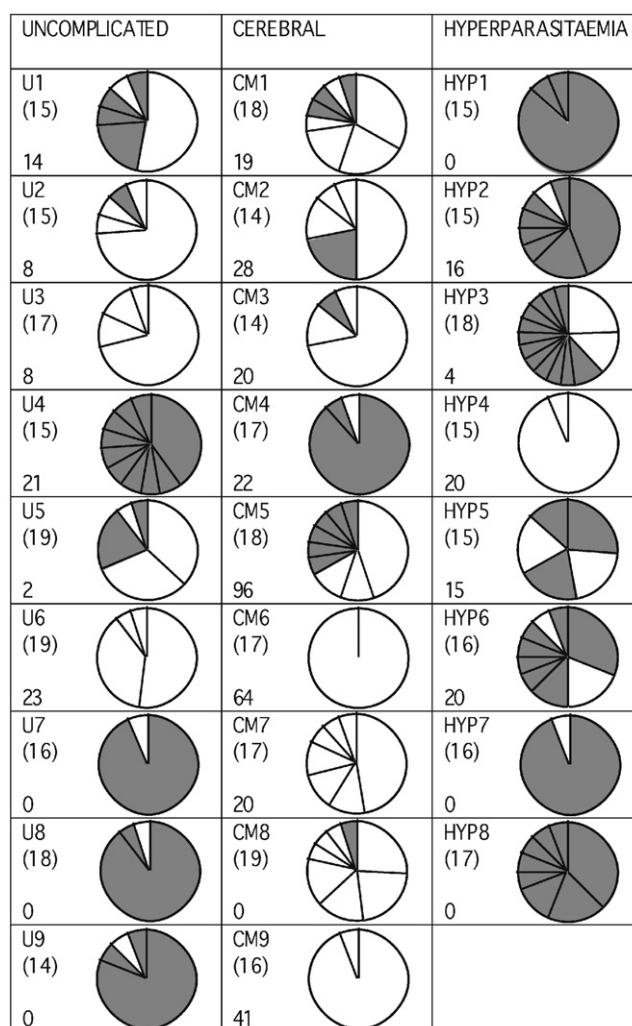 UNCOMPLICATED CEREBRAL HYPERPARASITAEMIA
U1 CM1 HYP1
(15) (18) (15)
14 19 0
U2 CM2 HYP2
(15) (14) (15)
8 28 16
U3 CM3 HYP3
(17) (14) (18)
8 20 4
U4 CM4 HYP4
(15) (17) (15)
21 22 20
U5 CM5 HYP5
(19) (18) (15)
2 96 15
U6 CM6 HYP6
(19) (17) (16)
23 64 20
U7 CM7 HYP7
(16) (17) (16)
0 20 0
U8 CM8 HYP8
(18) (19) (17)
0 0 0
U9 CM9
(14) (16)
0 41